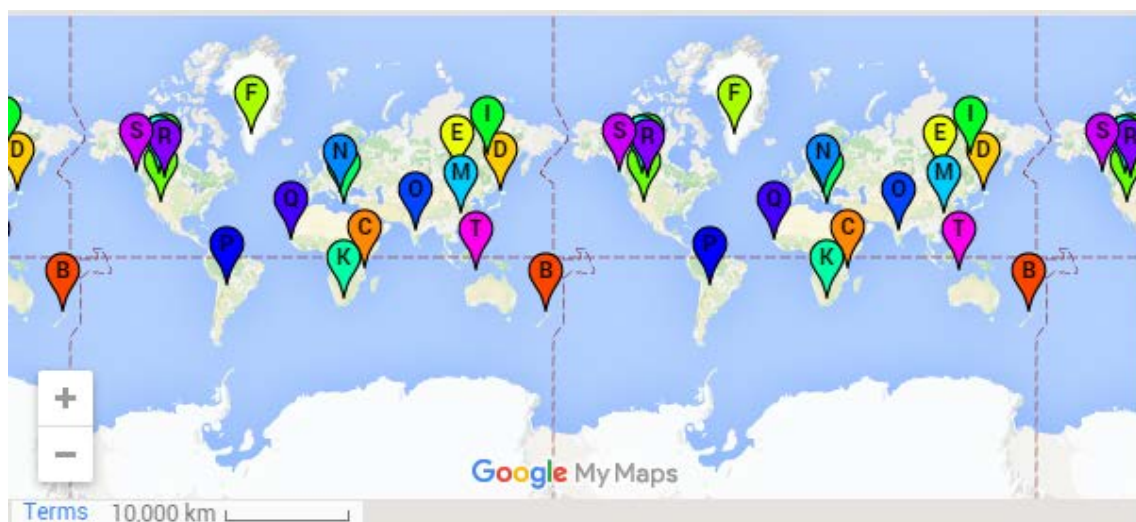 F F
I I
S R E S R E S R
D N D N D
M M
Q O Q O
C T C T
P P
K K
B B B
+
−
Google My Maps
Terms 10,000 km